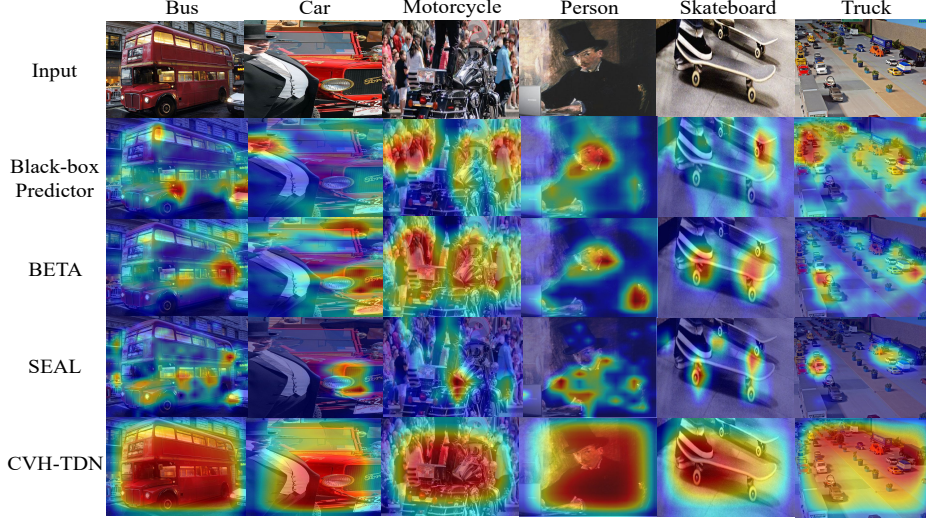 Bus Car Motorcycle Person Skateboard Truck
Input
Black-box
Predictor
BETA
SEAL
CVH-TDN